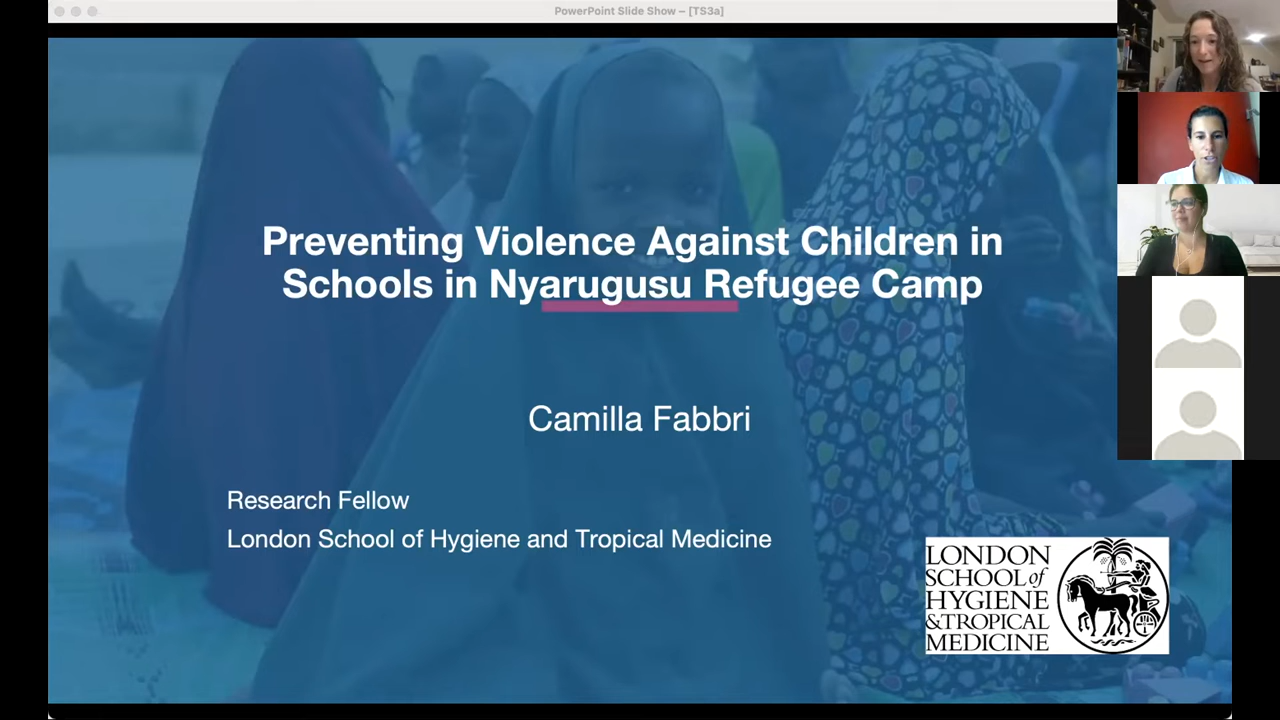 PowerPoint Slide Show – [TS3a]
Preventing Violence Against Children in
Schools in Nyarugusu Refugee Camp
Camilla Fabbri
Research Fellow
London School of Hygiene and Tropical Medicine
LONDON
SCHOOL of
HYGIENE
&TROPICAL
MEDICINE